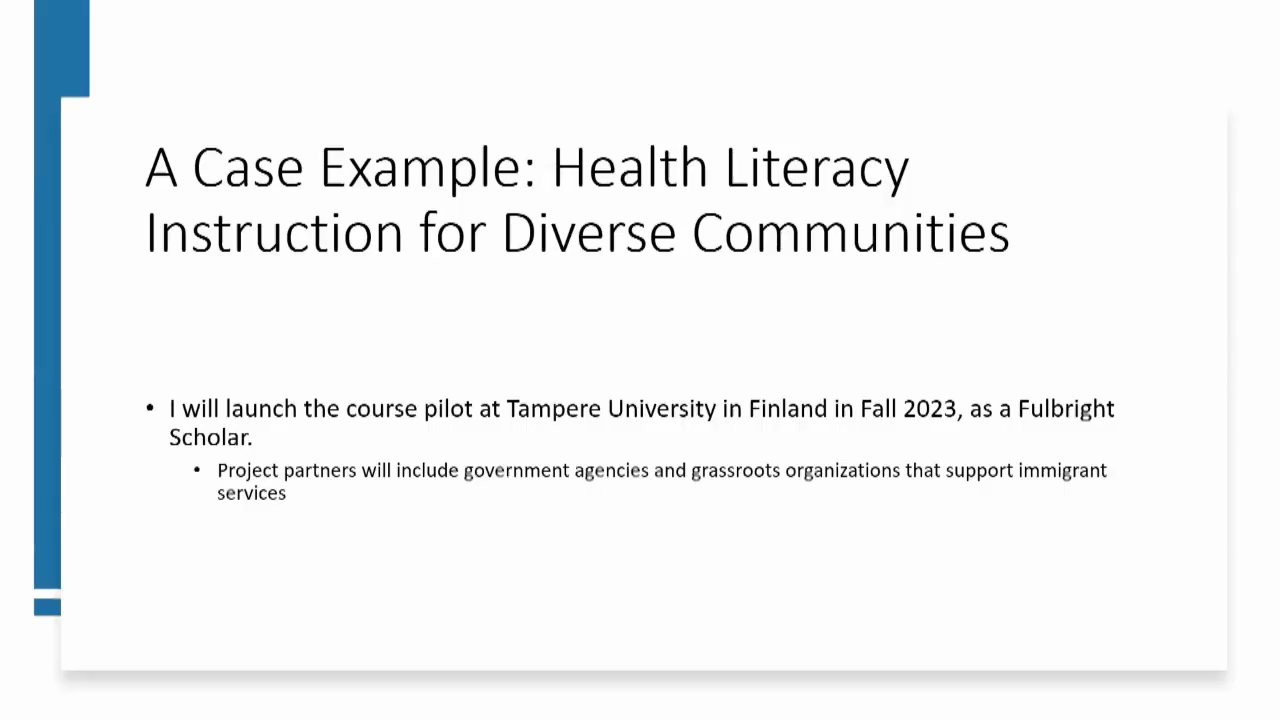 A Case Example: Health Literacy
Instruction for Diverse Communities
• I will launch the course pilot at Tampere University in Finland in Fall 2023, as a Fulbright
Scholar.
• Project partners will include government agencies and grassroots organizations that support immigrant
services